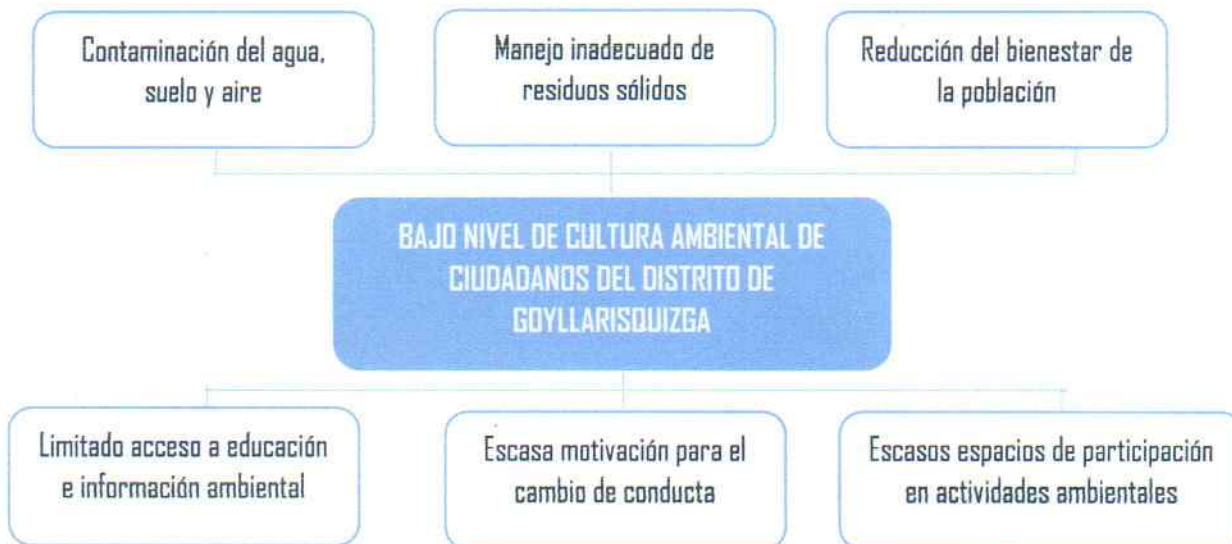 Contaminación del agua,
suelo y aire
Manejo inadecuado de
residuos sólidos
Reducción del bienestar de
la población
BAJO NIVEL DE CULTURA AMBIENTAL DE
CIUDADANOS DEL DISTRITO DE
GOYLLARISQUIZGA
Limitado acceso a educación
e información ambiental
Escasa motivación para el
cambio de conducta
Escasos espacios de participación
en actividades ambientales